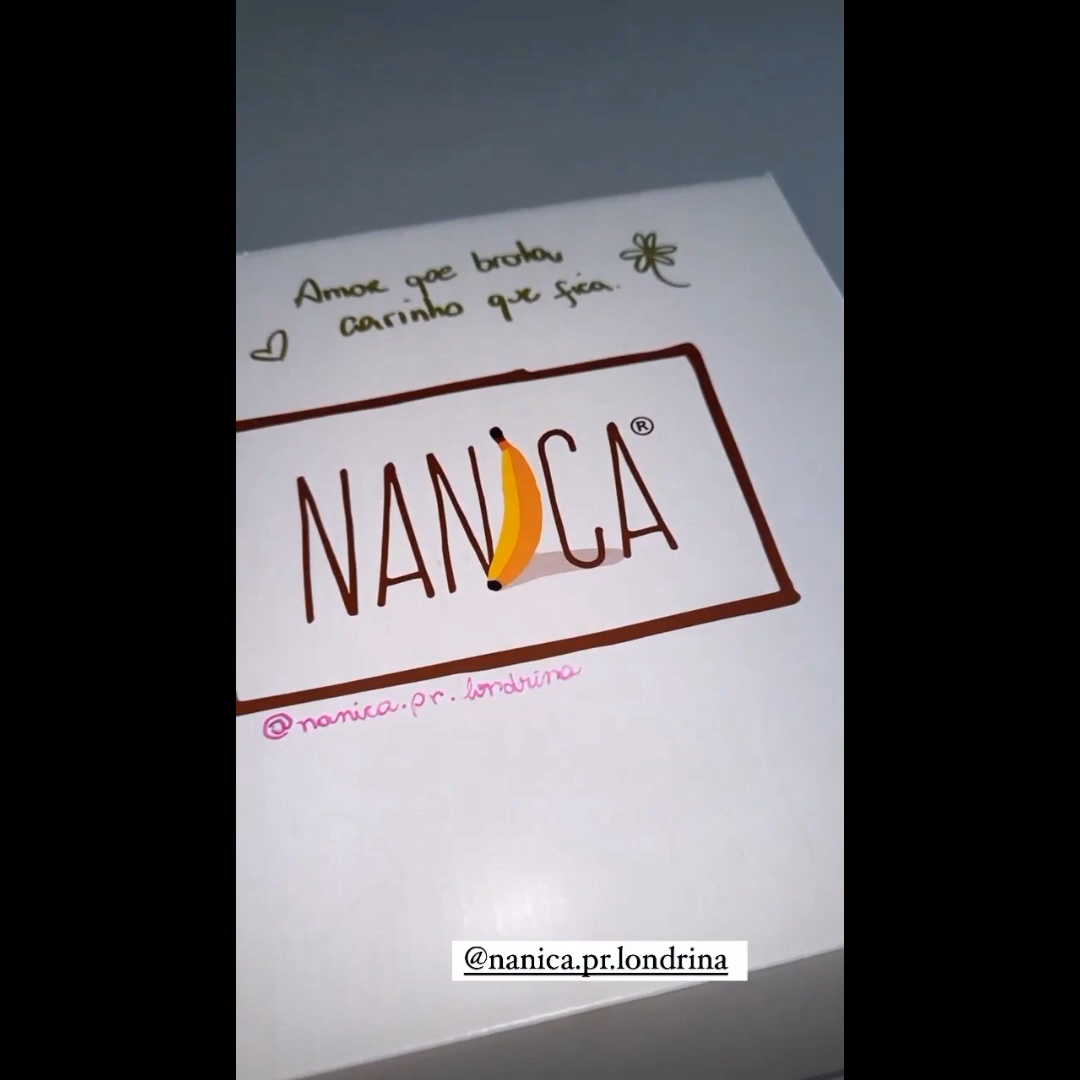 Amor que brota,
carinho que fica.
NANICA®
@nanica.pr.londrina
@nanica.pr.londrina